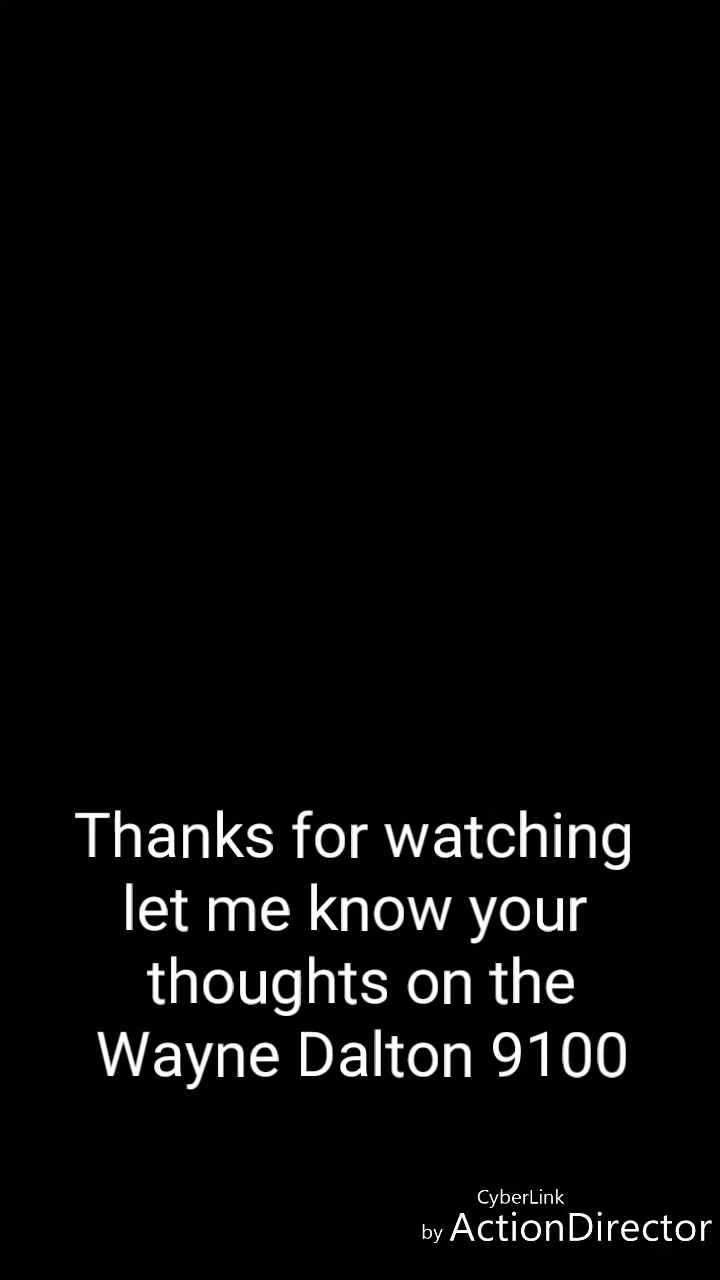 Thanks for watching
let me know your
thoughts on the
Wayne Dalton 9100
CyberLink
by ActionDirector